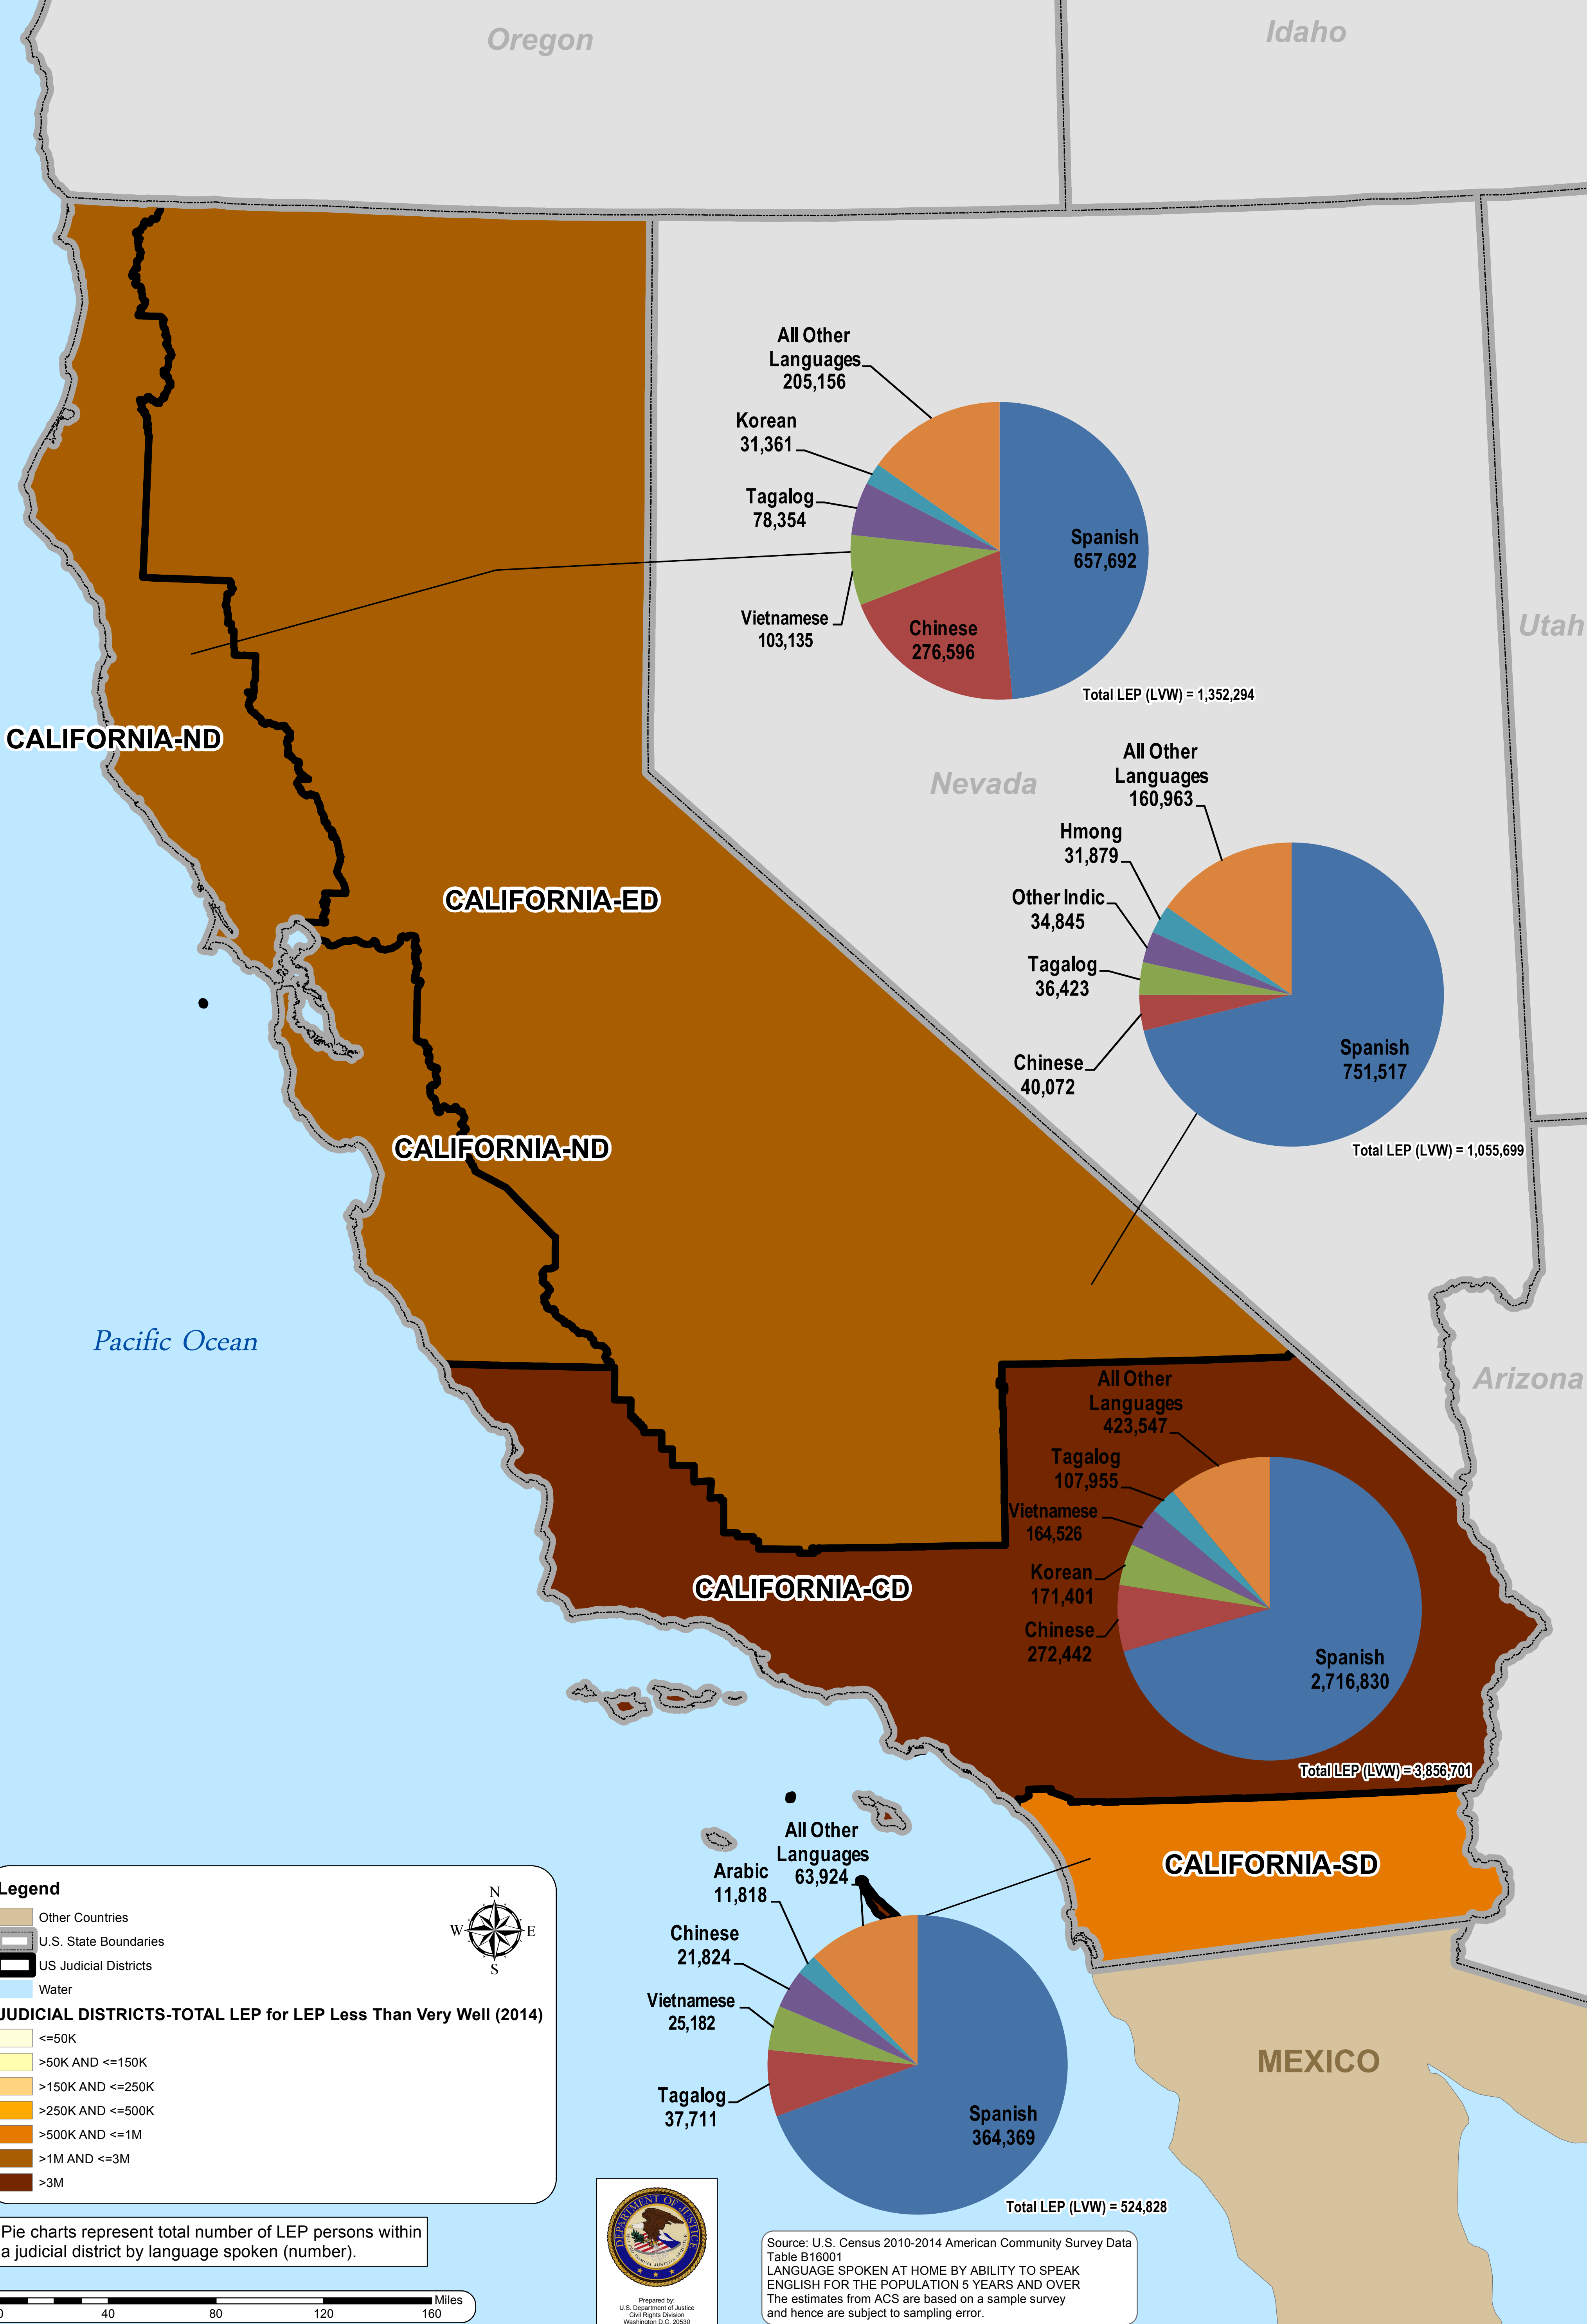 Oregon
Idaho
All Other
Languages
205,156
Korean
31,361
Tagalog
78,354
Spanish
657,692
Vietnamese
103,135
Chinese
276,596
Utah
Total LEP (LVW) = 1,352,294
CALIFORNIA-ND
Nevada
All Other
Languages
160,963
Hmong
31,879
CALIFORNIA-ED
Other Indic
34,845
Tagalog
36,423
Spanish
751,517
Chinese
40,072
CALIFORNIA-ND
Total LEP (LVW) = 1,055,699
Pacific Ocean
Arizona
All Other
Languages
423,547
Tagalog
107,955
Vietnamese
164,526
Korean
171,401
CALIFORNIA-CD
Chinese
272,442
Spanish
2,716,830
Total LEP (LVW) = 3,856,701
All Other
Languages
63,924
CALIFORNIA-SD
Arabic
11,818
Chinese
21,824
Vietnamese
25,182
Tagalog
37,711
Spanish
364,369
MEXICO
Total LEP (LVW) = 524,828
Legend
N
W E
S
Other Countries
U.S. State Boundaries
US Judicial Districts
Water
JUDICIAL DISTRICTS-TOTAL LEP for LEP Less Than Very Well (2014)
<=50K
>50K AND <=150K
>150K AND <=250K
>250K AND <=500K
>500K AND <=1M
>1M AND <=3M
>3M
Pie charts represent total number of LEP persons within
a judicial district by language spoken (number).
Miles
0 40 80 120 160
DEPARTMENT OF JUSTICE
Prepared by:
U.S. Department of Justice
Civil Rights Division
Washington D.C. 20530
Source: U.S. Census 2010-2014 American Community Survey Data
Table B16001
LANGUAGE SPOKEN AT HOME BY ABILITY TO SPEAK
ENGLISH FOR THE POPULATION 5 YEARS AND OVER
The estimates from ACS are based on a sample survey
and hence are subject to sampling error.